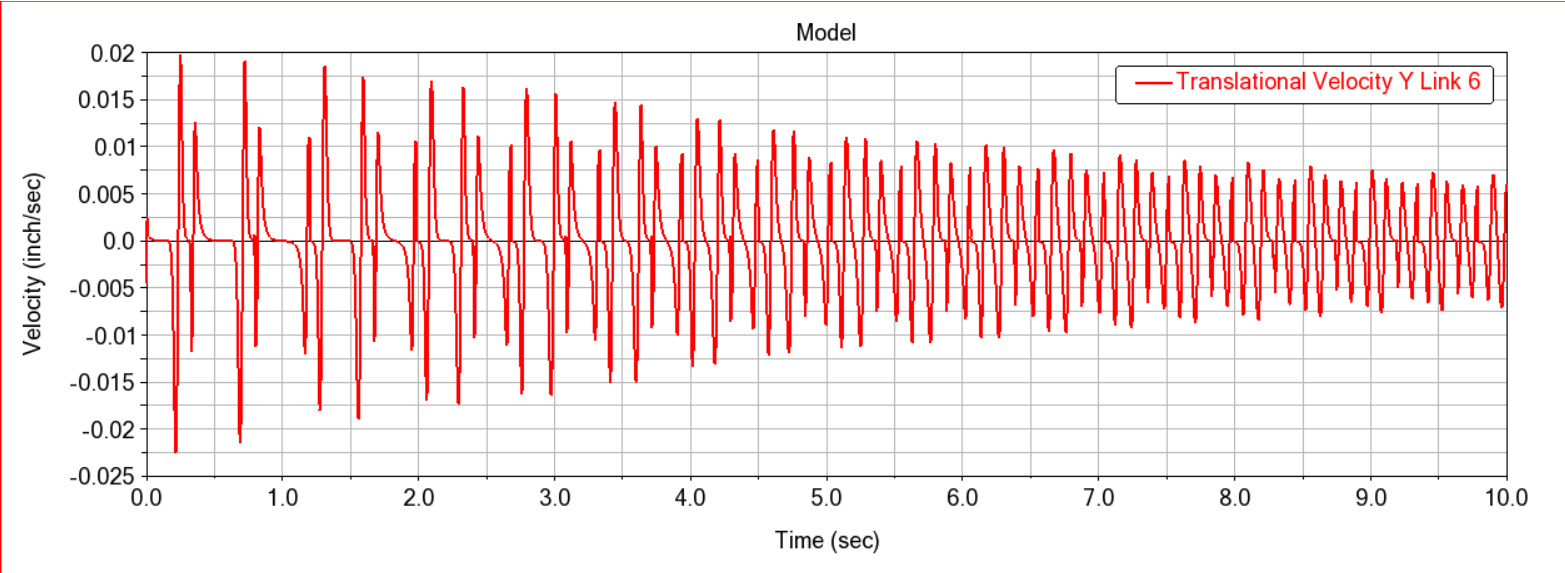 Model
Translational Velocity Y Link 6
Velocity (inch/sec)
0.02
0.015
0.01
0.005
0.0
-0.005
-0.01
-0.015
-0.02
-0.025
0.0 1.0 2.0 3.0 4.0 5.0 6.0 7.0 8.0 9.0 10.0
Time (sec)